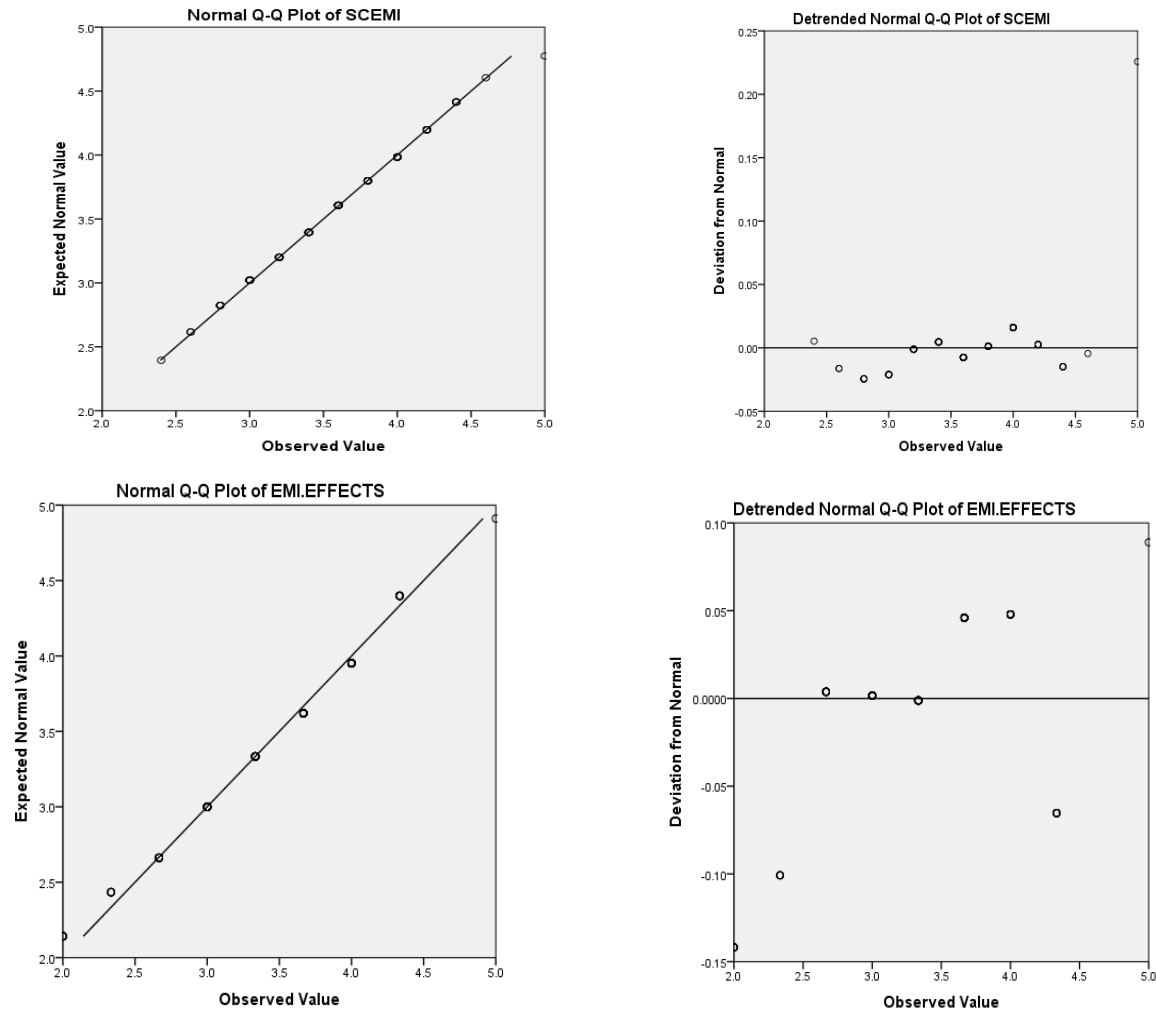 Normal Q-Q Plot of SCEMI
Expected Normal Value
5.0
4.5
4.0
3.5
3.0
2.5
2.0
2.0 2.5 3.0 3.5 4.0 4.5 5.0
Observed Value
Detrended Normal Q-Q Plot of SCEMI
Deviation from Normal
0.25
0.20
0.15
0.10
0.05
0.00
-0.05
2.0 2.5 3.0 3.5 4.0 4.5 5.0
Observed Value
Normal Q-Q Plot of EMI.EFFECTS
Expected Normal Value
5.0
4.5
4.0
3.5
3.0
2.5
2.0
2.0 2.5 3.0 3.5 4.0 4.5 5.0
Observed Value
Detrended Normal Q-Q Plot of EMI.EFFECTS
Deviation from Normal
0.10
0.05
0.0000
-0.05
-0.10
-0.15
2.0 2.5 3.0 3.5 4.0 4.5 5.0
Observed Value